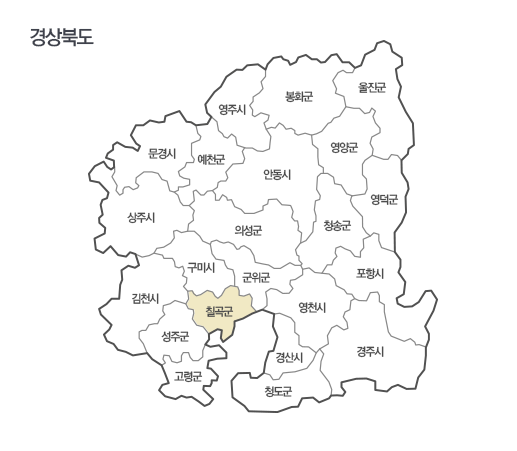 경상북도
울진군
봉화군
영주시
영양군
문경시
예천군
안동시
영덕군
상주시
청송군
의성군
구미시
포항시
군위군
김천시
영천시
칠곡군
성주군
경주시
경산시
고령군
청도군